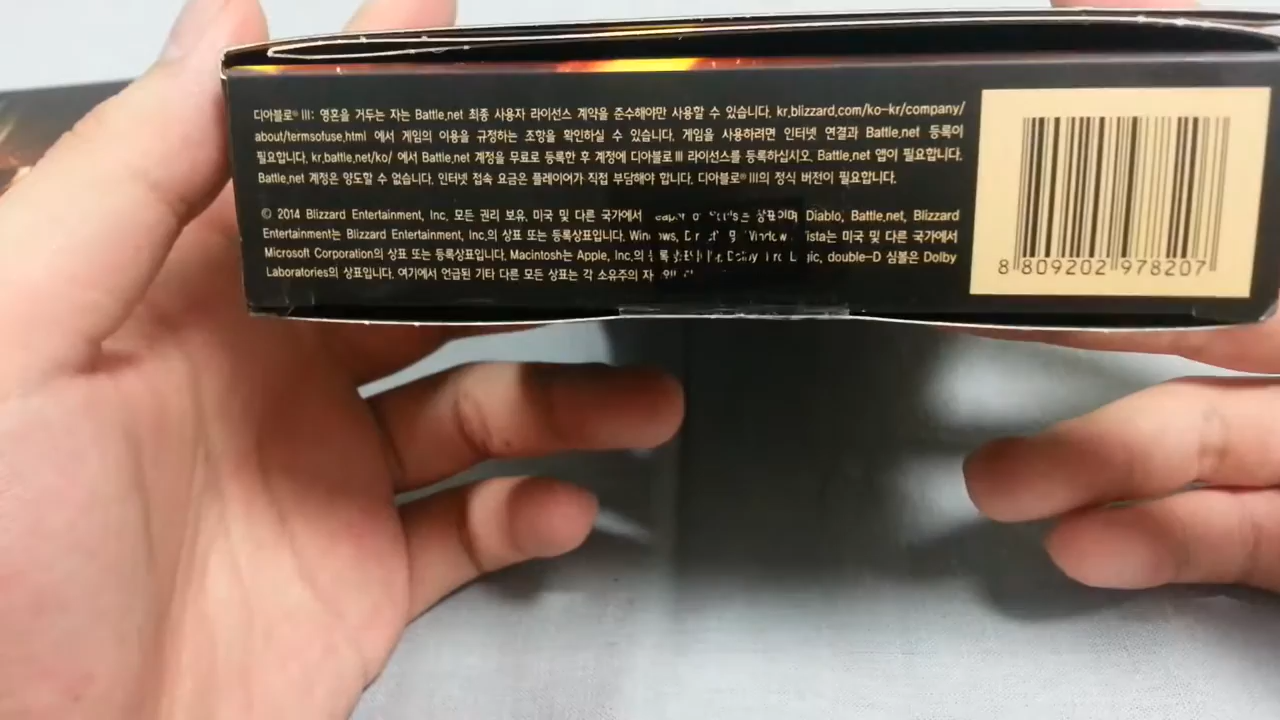 디아블로® III: 영혼을 거두는 자는 Battle.net 최종 사용자 라이선스 계약을 준수해야만 사용할 수 있습니다. kr.blizzard.com/ko-kr/company/
about/termsofuse.html 에서 게임의 이용을 규정하는 조항을 확인하실 수 있습니다. 게임을 사용하려면 인터넷 연결과 Battle.net 등록이
필요합니다. kr.battle.net/ko/ 에서 Battle.net 계정을 무료로 등록한 후 계정에 디아블로 III 라이선스를 등록하십시오. Battle.net 앱이 필요합니다.
Battle.net 계정은 양도할 수 없습니다. 인터넷 접속 요금은 플레이어가 직접 부담해야 합니다. 디아블로® III의 정식 버전이 필요합니다.
© 2014 Blizzard Entertainment, Inc. 모든 권리 보유. 미국 및 다른 국가에서 상표이며 Diablo, Battle.net, Blizzard
Entertainment는 Blizzard Entertainment, Inc.의 상표 또는 등록상표입니다. 및 미국 및 다른 국가에서
Microsoft Corporation의 상표 또는 등록상표입니다. Macintosh는 Apple, Inc.의 double-D 심볼은 Dolby
Laboratories의 상표입니다. 여기에서 언급된 기타 다른 모든 상표는 각 소유주의
8 809202 978207